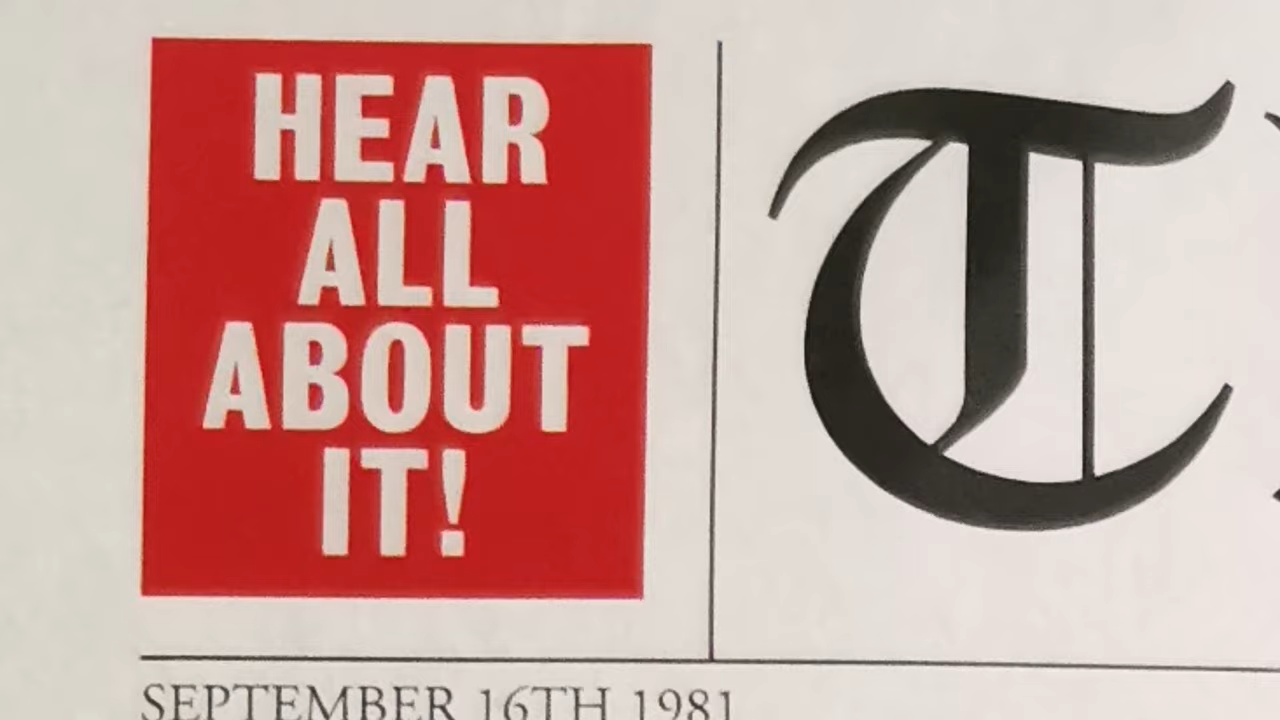 HEAR
ALL
ABOUT
IT!
T
SEPTEMBER 16TH 1981